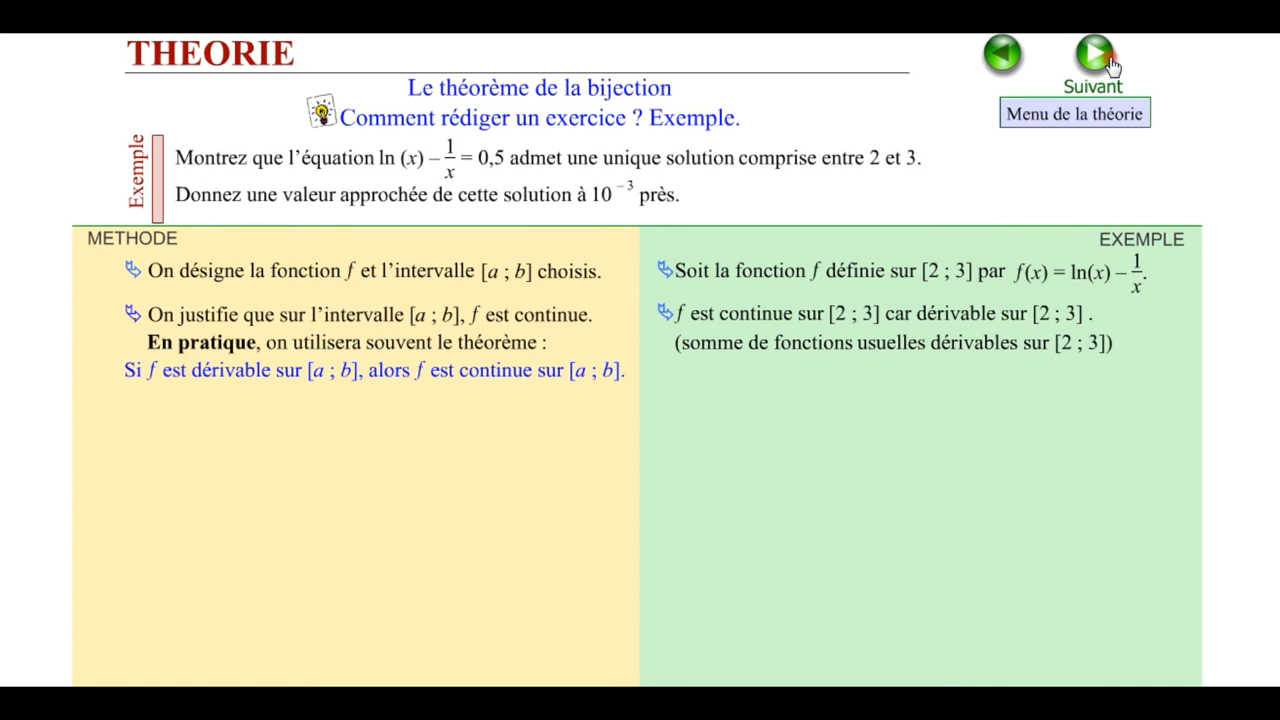 THEORIE
Suivant
Menu de la théorie
Le théorème de la bijection
Comment rédiger un exercice ? Exemple.
Exemple
Montrez que l’équation ln (x) – 1/x = 0,5 admet une unique solution comprise entre 2 et 3.
Donnez une valeur approchée de cette solution à 10⁻³ près.
METHODE
On désigne la fonction f et l’intervalle [a ; b] choisis.
On justifie que sur l’intervalle [a ; b], f est continue.
En pratique, on utilisera souvent le théorème :
Si f est dérivable sur [a ; b], alors f est continue sur [a ; b].
EXEMPLE
Soit la fonction f définie sur [2 ; 3] par f(x) = ln(x) – 1/x.
f est continue sur [2 ; 3] car dérivable sur [2 ; 3] .
(somme de fonctions usuelles dérivables sur [2 ; 3])